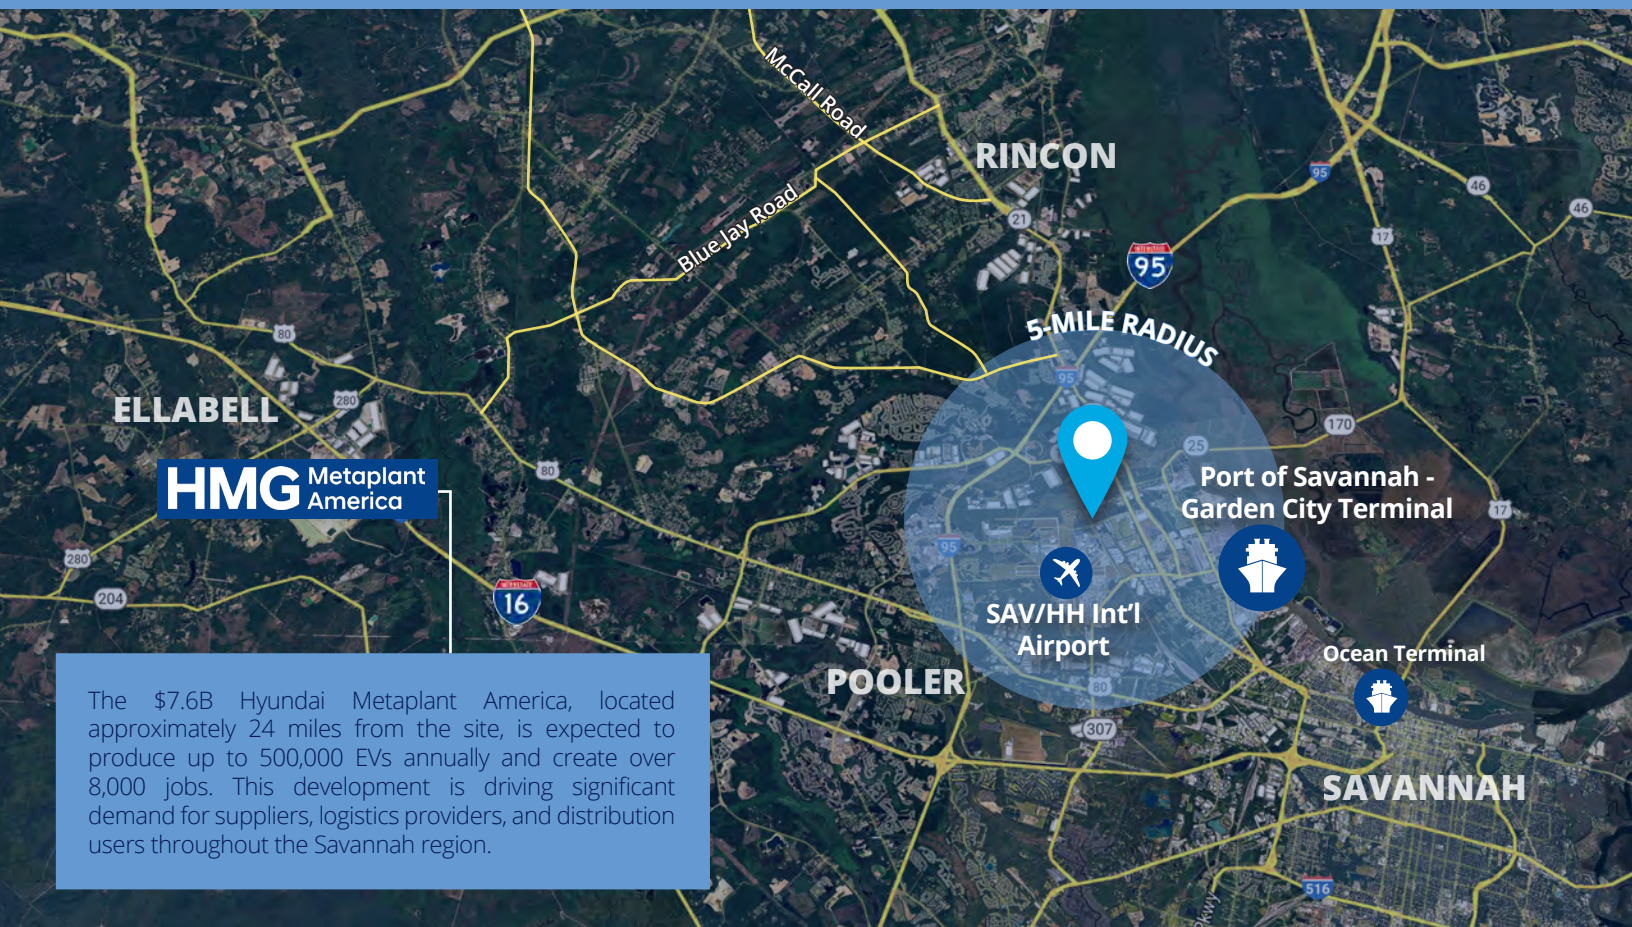 McCall Road
RINCON
95
46
46
21
17
Blue Jay Road
INTERSTATE
95
5-MILE RADIUS
80
95
280
ELLABELL
170
25
80
HMG Metaplant
America
Port of Savannah -
Garden City Terminal
17
95
280
INTERSTATE
16
204
SAV/HH Int'l
Airport
Ocean Terminal
POOLER
80
307
The $7.6B Hyundai Metaplant America, located
approximately 24 miles from the site, is expected to
produce up to 500,000 EVs annually and create over
8,000 jobs. This development is driving significant
demand for suppliers, logistics providers, and distribution
users throughout the Savannah region.
SAVANNAH
516